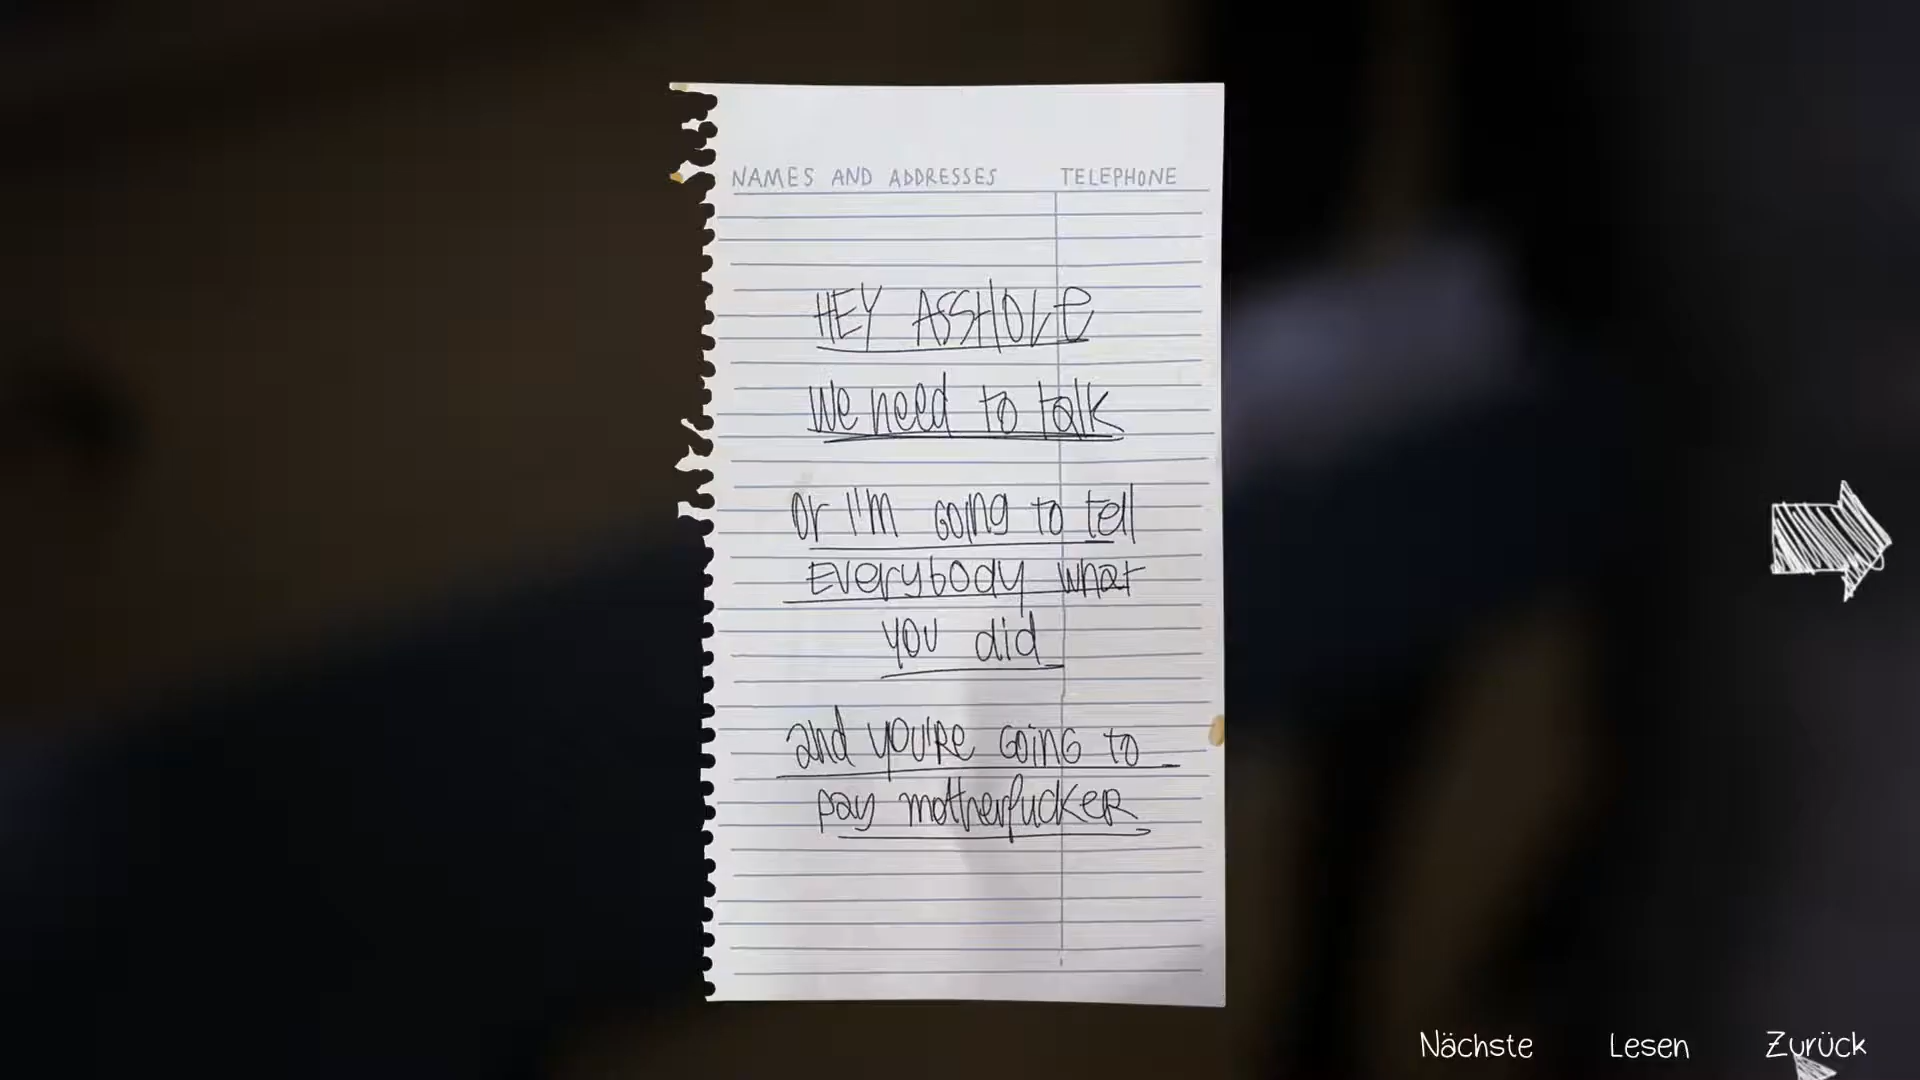 NAMES AND ADDRESSES TELEPHONE
HEY ASSHOLE
We need to talk
Or I'm going to tell
Everybody what
you did
and you're going to
pay motherfucker
Nächste Lesen Zurück